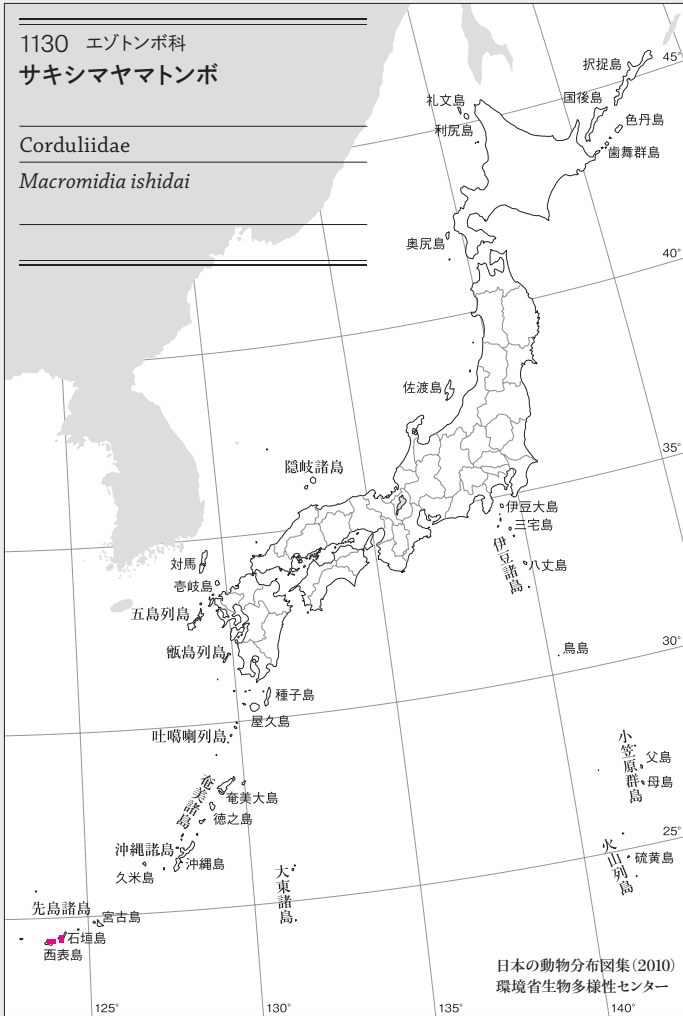 1130 エゾトンボ科
サキシマヤマトンボ
Corduliidae
Macromidia ishidai
45°
択捉島
礼文島
国後島
色丹島
利尻島
歯舞群島
奥尻島
40°
佐渡島
35°
隠岐諸島
伊豆大島
三宅島
伊豆諸島
対馬
八丈島
壱岐島
五島列島
鳥島
30°
甑島列島
種子島
屋久島
吐噶喇列島
小笠原群島
父島
母島
奄美諸島
奄美大島
徳之島
25°
沖縄諸島
沖縄島
火山列島
硫黄島
久米島
大東諸島
先島諸島
宮古島
石垣島
西表島
日本の動物分布図集(2010)
環境省生物多様性センター
125°
130°
135°
140°